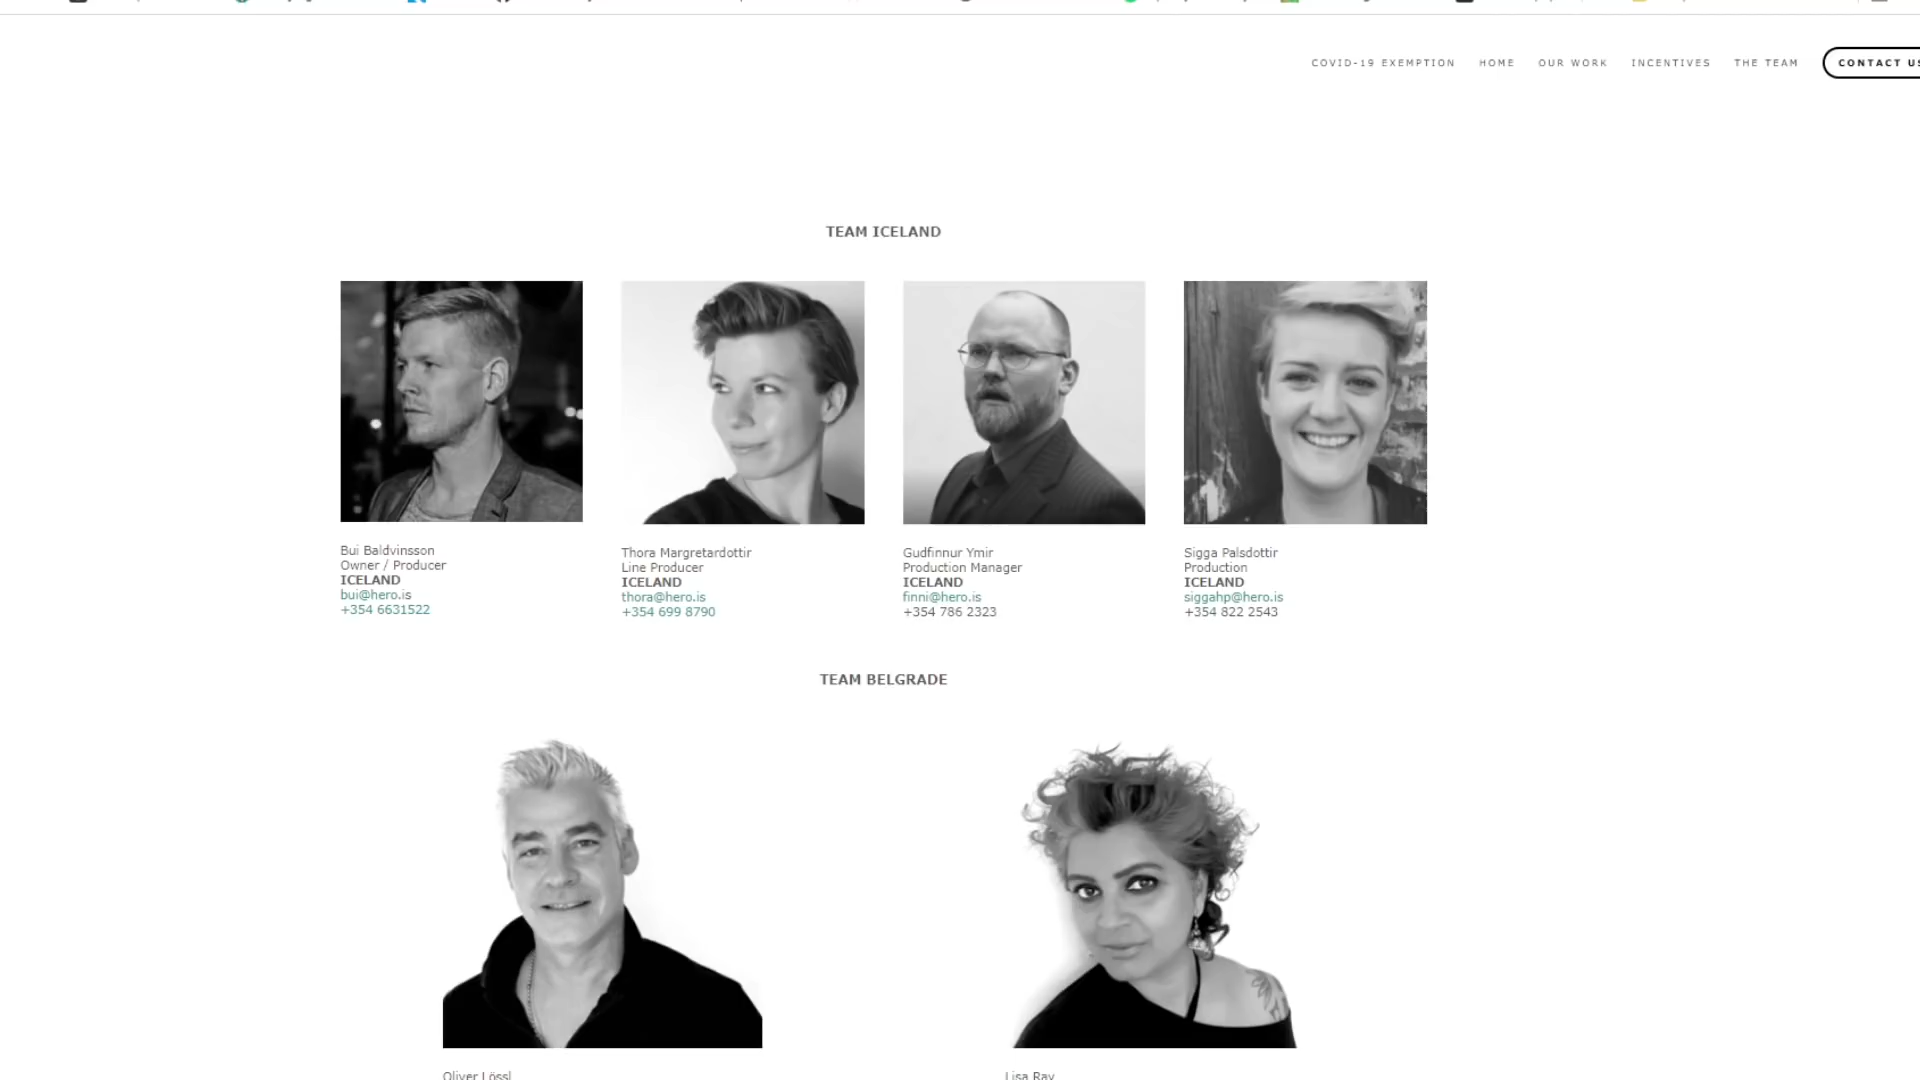 COVID-19 EXEMPTION HOME OUR WORK INCENTIVES THE TEAM CONTACT US
TEAM ICELAND
Bui Baldvinsson
Owner / Producer
ICELAND
bui@hero.is
+354 6631522
Thora Margretardottir
Line Producer
ICELAND
thora@hero.is
+354 699 8790
Gudfinnur Ymir
Production Manager
ICELAND
finni@hero.is
+354 786 2323
Sigga Palsdottir
Production
ICELAND
siggahp@hero.is
+354 822 2543
TEAM BELGRADE
Oliver Lössl
Lisa Ray